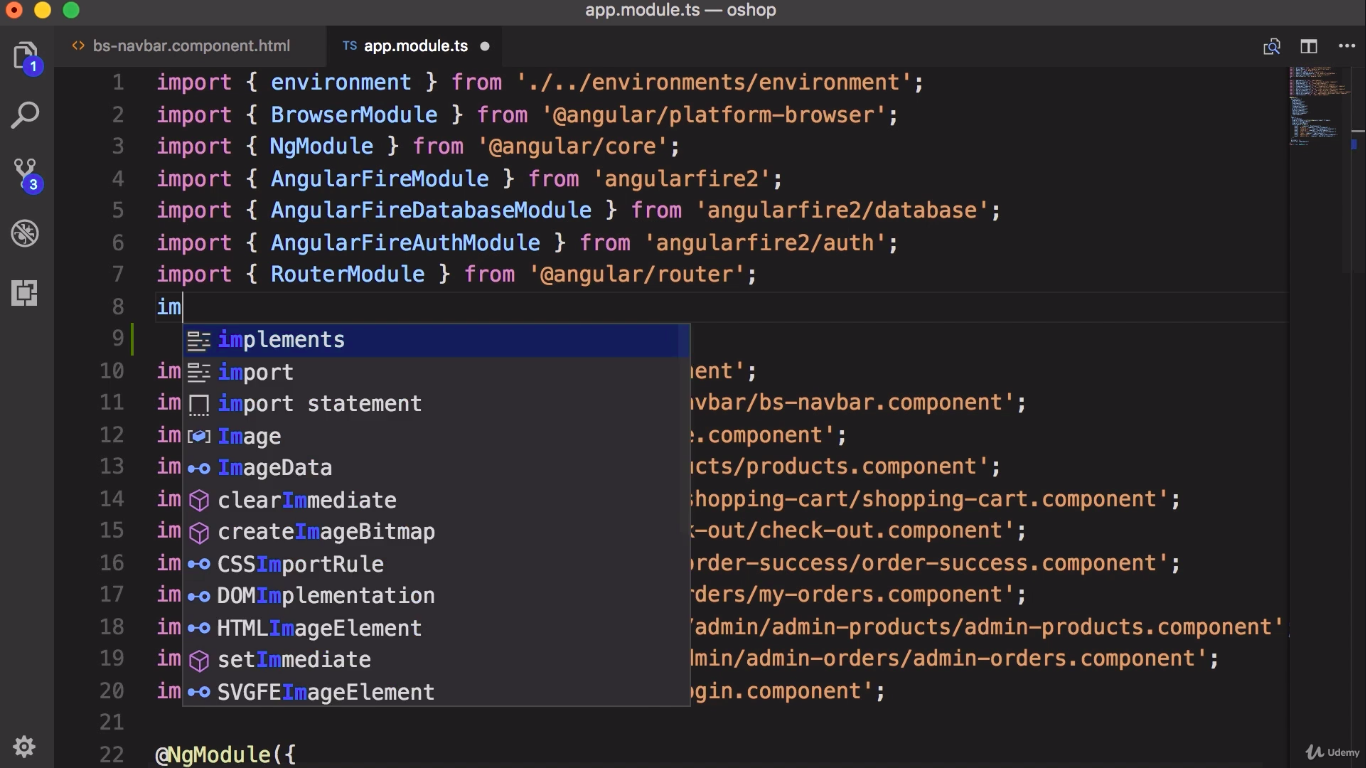 app.module.ts — oshop
bs-navbar.component.html
TS app.module.ts
1
3
1 import { environment } from './../environments/environment';
2 import { BrowserModule } from '@angular/platform-browser';
3 import { NgModule } from '@angular/core';
4 import { AngularFireModule } from 'angularfire2';
5 import { AngularFireDatabaseModule } from 'angularfire2/database';
6 import { AngularFireAuthModule } from 'angularfire2/auth';
7 import { RouterModule } from '@angular/router';
8 im
9 implements
10 im import ent';
11 im import statement vbar/bs-navbar.component';
12 im Image e.component';
13 im ImageData cts/products.component';
14 im clearImmediate shopping-cart/shopping-cart.component';
15 im createImageBitmap k-out/check-out.component';
16 im CSSImportRule order-success/order-success.component';
17 im DOMImplementation rders/my-orders.component';
18 im HTMLImageElement /admin/admin-products/admin-products.component'
19 im setImmediate min/admin-orders/admin-orders.component';
20 im SVGFEImageElement ogin.component';
21
22 @NgModule({
Udemy